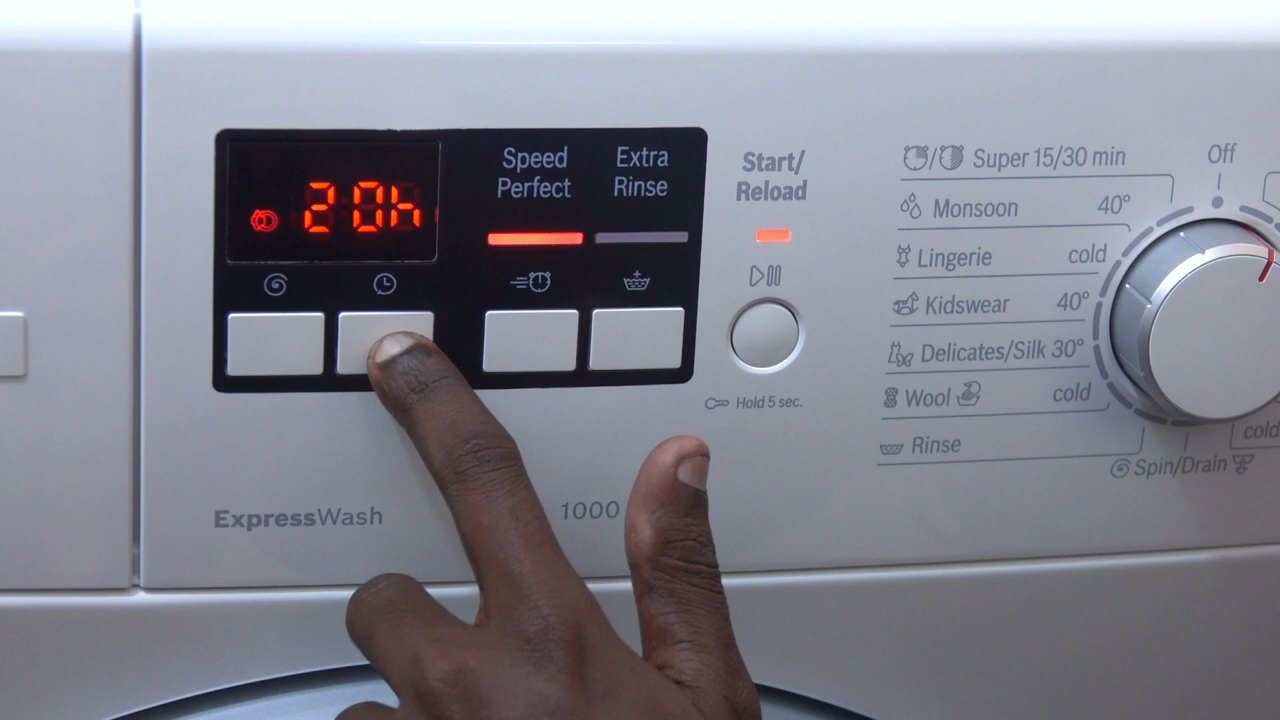 20h
Speed
Perfect
Extra
Rinse
Start/
Reload
Hold 5 sec.
ExpressWash
1000
/ Super 15/30 min
Monsoon 40°
Lingerie cold
Kidswear 40°
Delicates/Silk 30°
Wool cold
Rinse
Off
cold
Spin/Drain